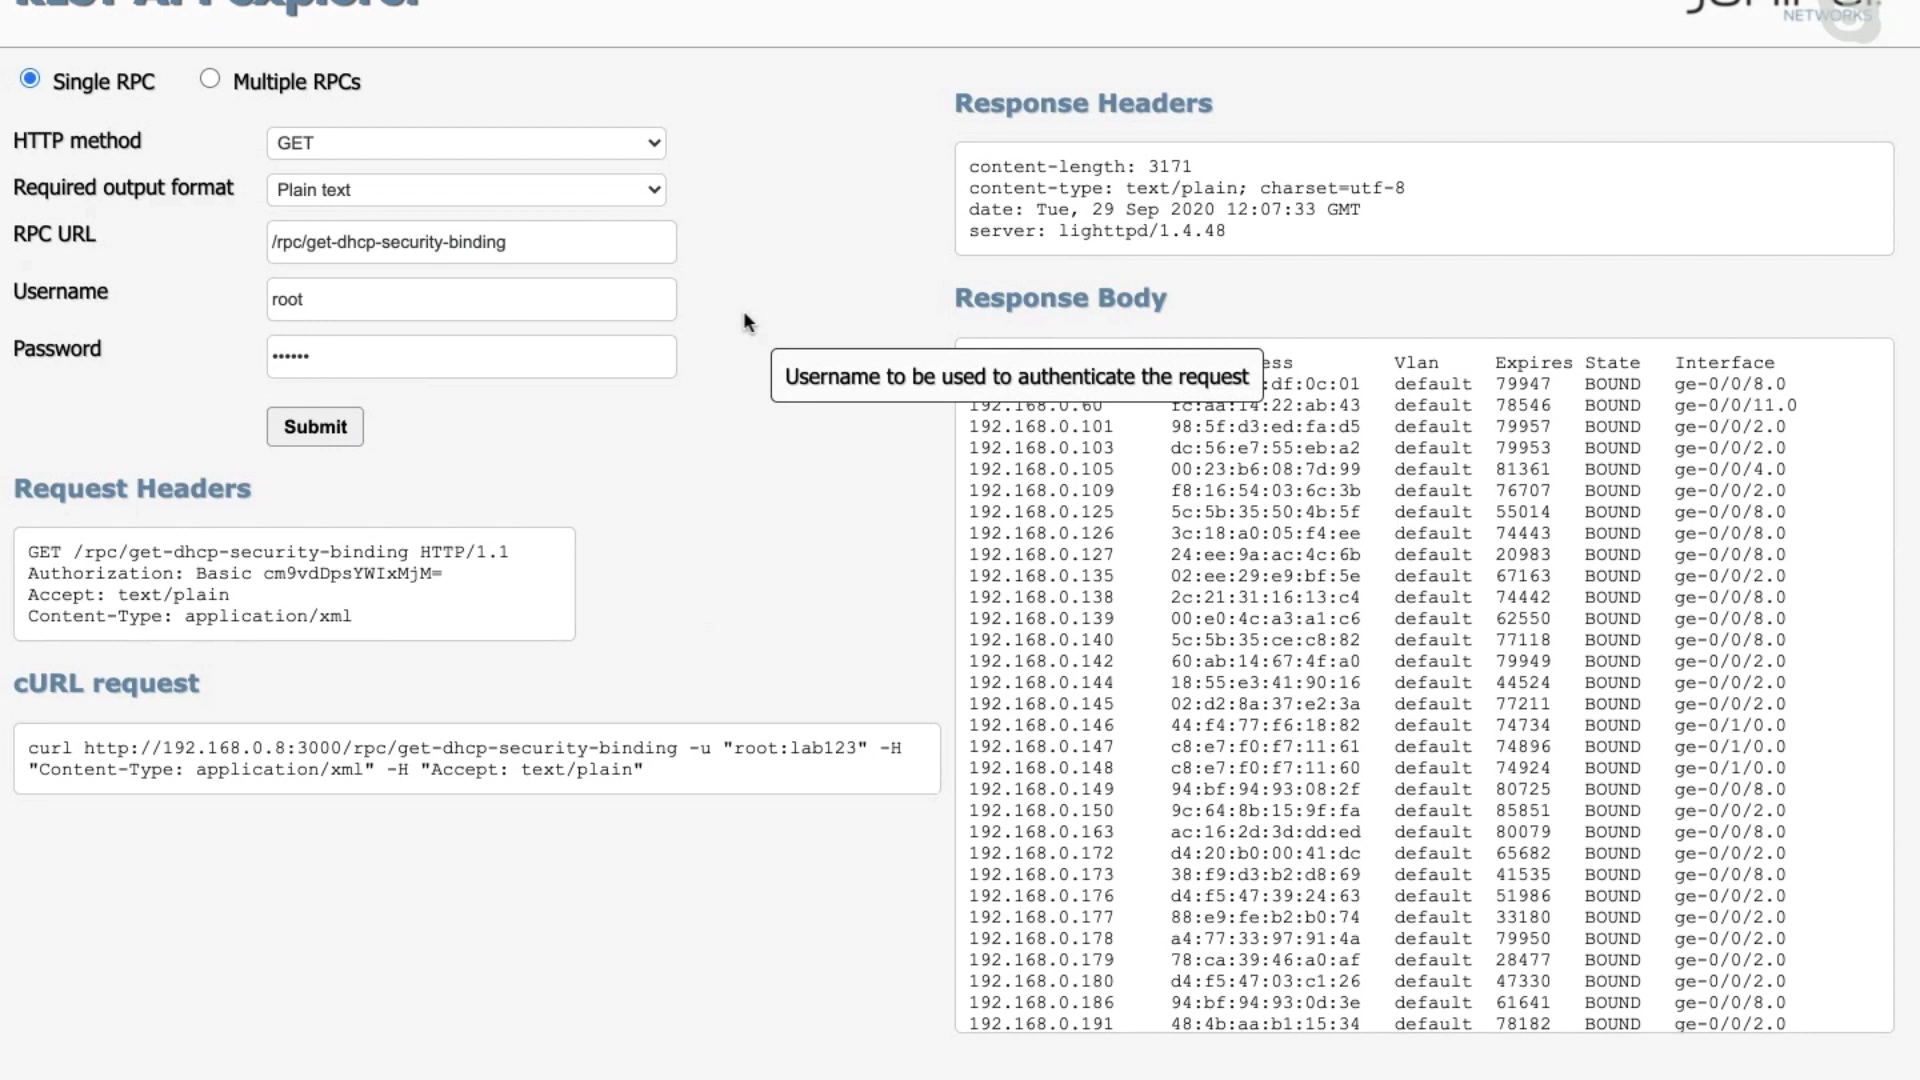 REST API explorer
NETWORKS
Single RPC
Multiple RPCs
HTTP method
GET
Required output format
Plain text
RPC URL
/rpc/get-dhcp-security-binding
Username
root
Password
••••••
Submit
Request Headers
GET /rpc/get-dhcp-security-binding HTTP/1.1
Authorization: Basic cm9vdDpsYWIxMjM=
Accept: text/plain
Content-Type: application/xml
cURL request
curl http://192.168.0.8:3000/rpc/get-dhcp-security-binding -u "root:lab123" -H
"Content-Type: application/xml" -H "Accept: text/plain"
Response Headers
content-length: 3171
content-type: text/plain; charset=utf-8
date: Tue, 29 Sep 2020 12:07:33 GMT
server: lighttpd/1.4.48
Response Body
Username to be used to authenticate the request
ess Vlan Expires State Interface
:df:0c:01 default 79947 BOUND ge-0/0/8.0
192.168.0.60 fc:aa:14:22:ab:43 default 78546 BOUND ge-0/0/11.0
192.168.0.101 98:5f:d3:ed:fa:d5 default 79957 BOUND ge-0/0/2.0
192.168.0.103 dc:56:e7:55:eb:a2 default 79953 BOUND ge-0/0/2.0
192.168.0.105 00:23:b6:08:7d:99 default 81361 BOUND ge-0/0/4.0
192.168.0.109 f8:16:54:03:6c:3b default 76707 BOUND ge-0/0/2.0
192.168.0.125 5c:5b:35:50:4b:5f default 55014 BOUND ge-0/0/8.0
192.168.0.126 3c:18:a0:05:f4:ee default 74443 BOUND ge-0/0/8.0
192.168.0.127 24:ee:9a:ac:4c:6b default 20983 BOUND ge-0/0/8.0
192.168.0.135 02:ee:29:e9:bf:5e default 67163 BOUND ge-0/0/2.0
192.168.0.138 2c:21:31:16:13:c4 default 74442 BOUND ge-0/0/8.0
192.168.0.139 00:e0:4c:a3:a1:c6 default 62550 BOUND ge-0/0/8.0
192.168.0.140 5c:5b:35:ce:c8:82 default 77118 BOUND ge-0/0/8.0
192.168.0.142 60:ab:14:67:4f:a0 default 79949 BOUND ge-0/0/2.0
192.168.0.144 18:55:e3:41:90:16 default 44524 BOUND ge-0/0/2.0
192.168.0.145 02:d2:8a:37:e2:3a default 77211 BOUND ge-0/0/2.0
192.168.0.146 44:f4:77:f6:18:82 default 74734 BOUND ge-0/1/0.0
192.168.0.147 c8:e7:f0:f7:11:61 default 74896 BOUND ge-0/1/0.0
192.168.0.148 c8:e7:f0:f7:11:60 default 74924 BOUND ge-0/1/0.0
192.168.0.149 94:bf:94:93:08:2f default 80725 BOUND ge-0/0/8.0
192.168.0.150 9c:64:8b:15:9f:fa default 85851 BOUND ge-0/0/2.0
192.168.0.163 ac:16:2d:3d:dd:ed default 80079 BOUND ge-0/0/8.0
192.168.0.172 d4:20:b0:00:41:dc default 65682 BOUND ge-0/0/2.0
192.168.0.173 38:f9:d3:b2:d8:69 default 41535 BOUND ge-0/0/8.0
192.168.0.176 d4:f5:47:39:24:63 default 51986 BOUND ge-0/0/2.0
192.168.0.177 88:e9:fe:b2:b0:74 default 33180 BOUND ge-0/0/2.0
192.168.0.178 a4:77:33:97:91:4a default 79950 BOUND ge-0/0/2.0
192.168.0.179 78:ca:39:46:a0:af default 28477 BOUND ge-0/0/2.0
192.168.0.180 d4:f5:47:03:c1:26 default 47330 BOUND ge-0/0/2.0
192.168.0.186 94:bf:94:93:0d:3e default 61641 BOUND ge-0/0/8.0
192.168.0.191 48:4b:aa:b1:15:34 default 78182 BOUND ge-0/0/2.0